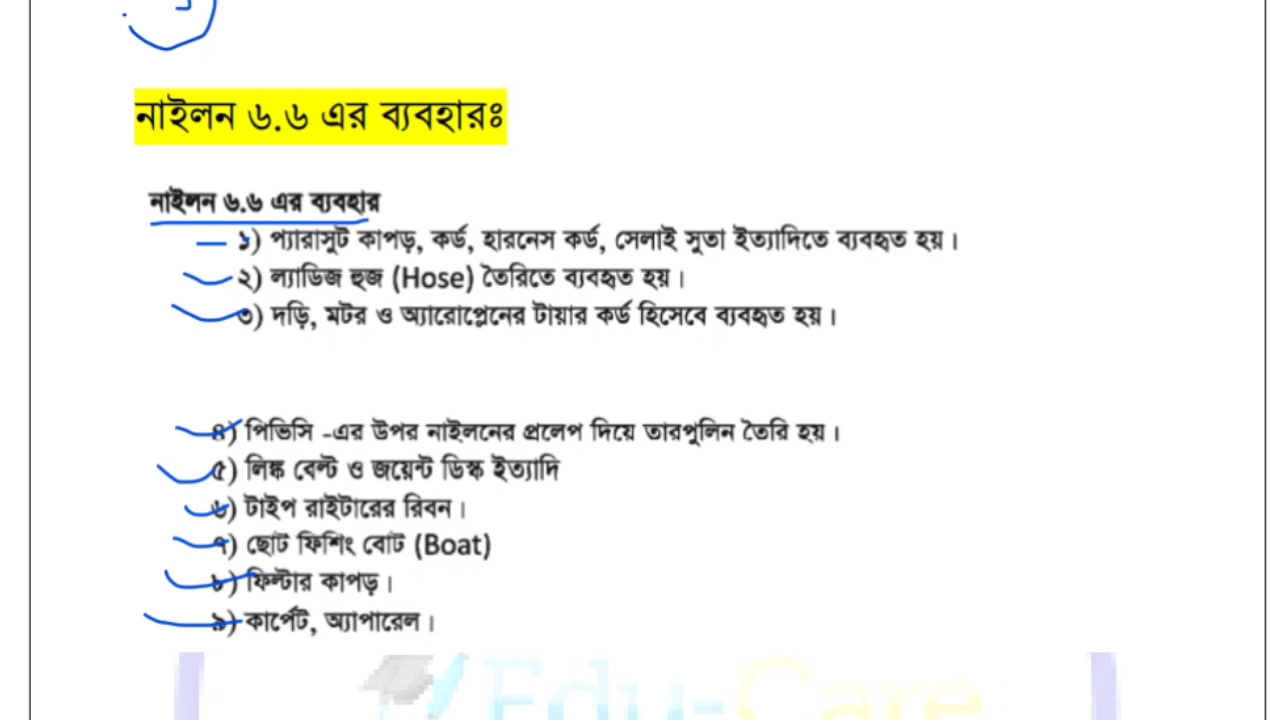 নাইলন ৬.৬ এর ব্যবহারঃ
নাইলন ৬.৬ এর ব্যবহার
১) প্যারাসুট কাপড়, কর্ড, হারনেস কর্ড, সেলাই সুতা ইত্যাদিতে ব্যবহৃত হয়।
২) ল্যাডিজ হুজ (Hose) তৈরিতে ব্যবহৃত হয়।
৩) দড়ি, মটর ও অ্যারোপ্লেনের টায়ার কর্ড হিসেবে ব্যবহৃত হয়।
৪) পিভিসি -এর উপর নাইলনের প্রলেপ দিয়ে তারপুলিন তৈরি হয়।
৫) লিঙ্ক বেল্ট ও জয়েন্ট ডিস্ক ইত্যাদি
৬) টাইপ রাইটারের রিবন।
৭) ছোট ফিশিং বোট (Boat)
৮) ফিল্টার কাপড়।
৯) কার্পেট, অ্যাপারেল।
Edu-Care